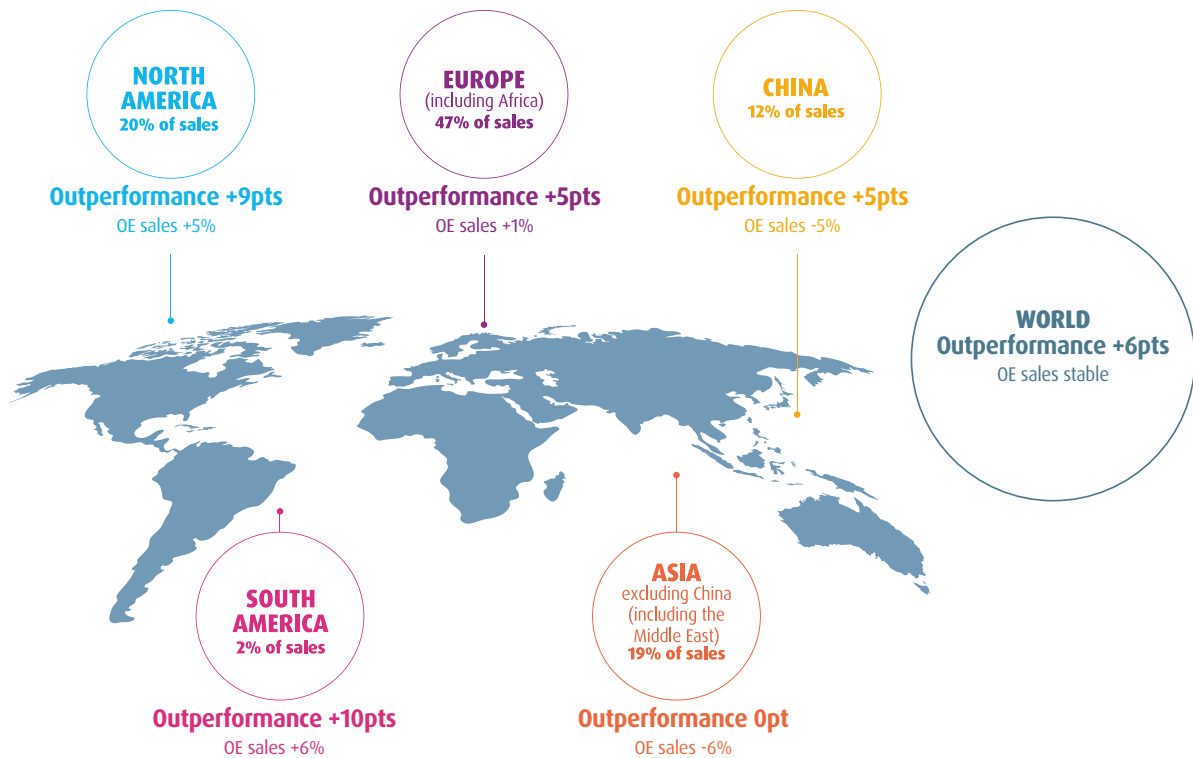 NORTH
AMERICA
20% of sales
Outperformance +9pts
OE sales +5%
EUROPE
(including Africa)
47% of sales
Outperformance +5pts
OE sales +1%
CHINA
12% of sales
Outperformance +5pts
OE sales -5%
WORLD
Outperformance +6pts
OE sales stable
SOUTH
AMERICA
2% of sales
Outperformance +10pts
OE sales +6%
ASIA
excluding China
(including the
Middle East)
19% of sales
Outperformance 0pt
OE sales -6%